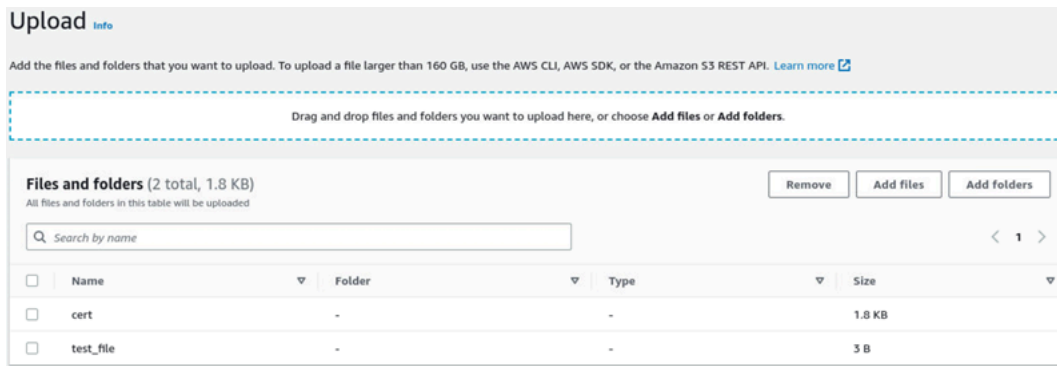 Upload Info
Add the files and folders that you want to upload. To upload a file larger than 160 GB, use the AWS CLI, AWS SDK, or the Amazon S3 REST API. Learn more
Drag and drop files and folders you want to upload here, or choose Add files or Add folders.
Files and folders (2 total, 1.8 KB)
Remove Add files Add folders
All files and folders in this table will be uploaded
Search by name
< 1 >
Name Folder Type Size
cert - - 1.8 KB
test_file - - 3 B